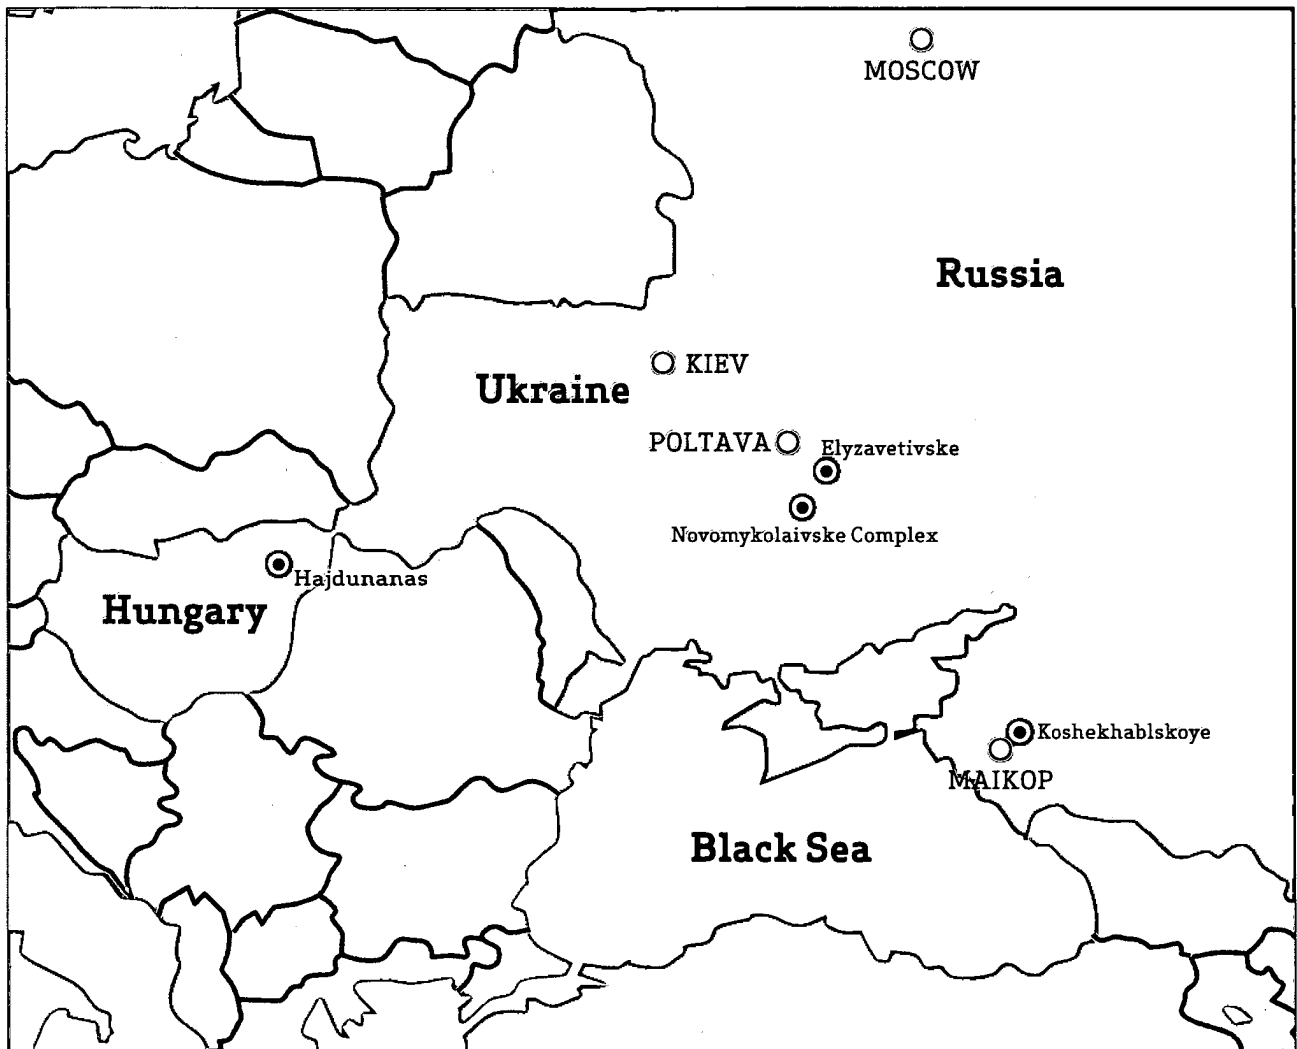 MOSCOW
Russia
KIEV
Ukraine
POLTAVA
Elyzavetivske
Novomykolaivske Complex
Hajdunanas
Hungary
Koshekhablskoye
MAIKOP
Black Sea